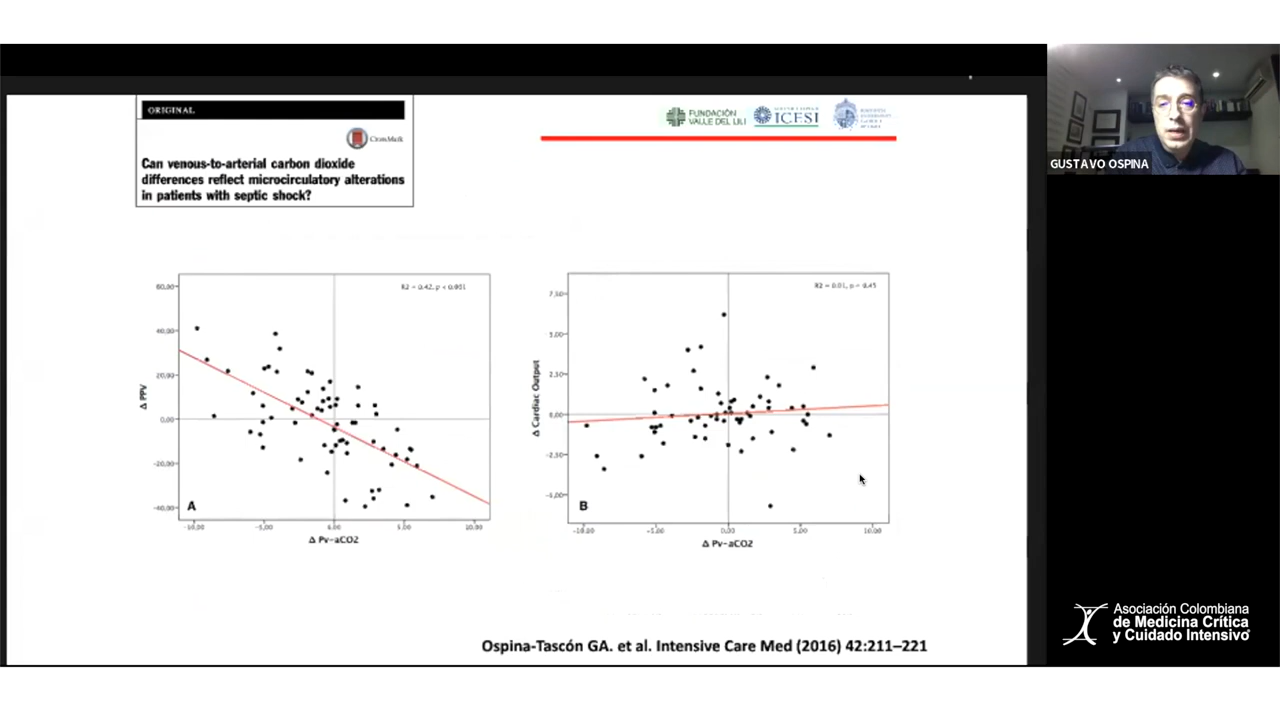 ORIGINAL
CrossMark
Can venous-to-arterial carbon dioxide
differences reflect microcirculatory alterations
in patients with septic shock?
FUNDACIÓN
VALLE DEL LILI
ICESI
GUSTAVO OSPINA
R2 = 0.42, p < 0.001
Δ PPV
60,00
40,00
20,00
0,00
-20,00
-40,00
A
-10,00 -5,00 0,00 5,00 10,00
Δ Pv-aCO2
R2 = 0.01, p = 0.45
Δ Cardiac Output
7,50
5,00
2,50
0,00
-2,50
-5,00
B
-10,00 -5,00 0,00 5,00 10,00
Δ Pv-aCO2
Ospina-Tascón GA. et al. Intensive Care Med (2016) 42:211–221
Asociación Colombiana
de Medicina Crítica
y Cuidado Intensivo